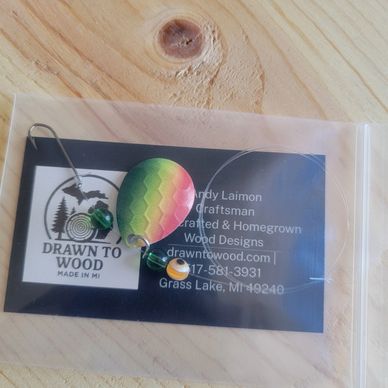 DRAWN TO
WOOD
MADE IN MI
Andy Laimon
Craftsman
crafted & Homegrown
Wood Designs
drawntowood.com |
17-581-3931
Grass Lake, MI 49240